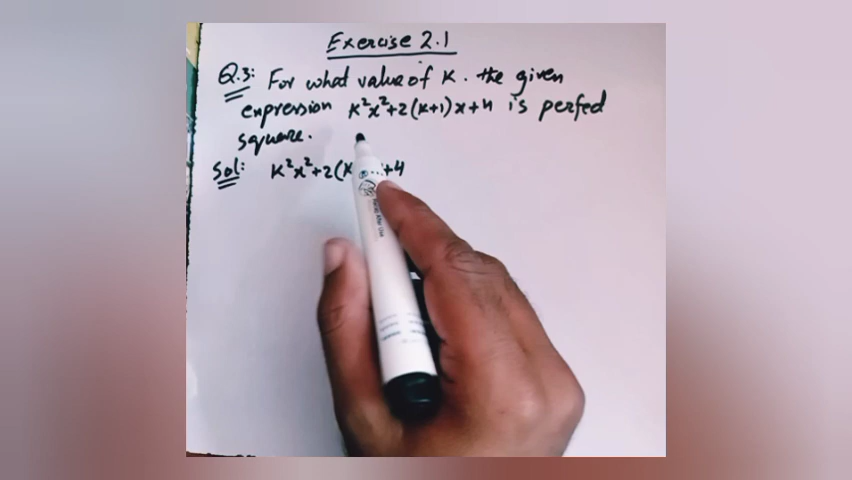 Exercise 2.1
Q.3: For what value of K. the given
expression K²x²+2(K+1)x+4 is perfect
square.
Sol: K²x²+2(K +4